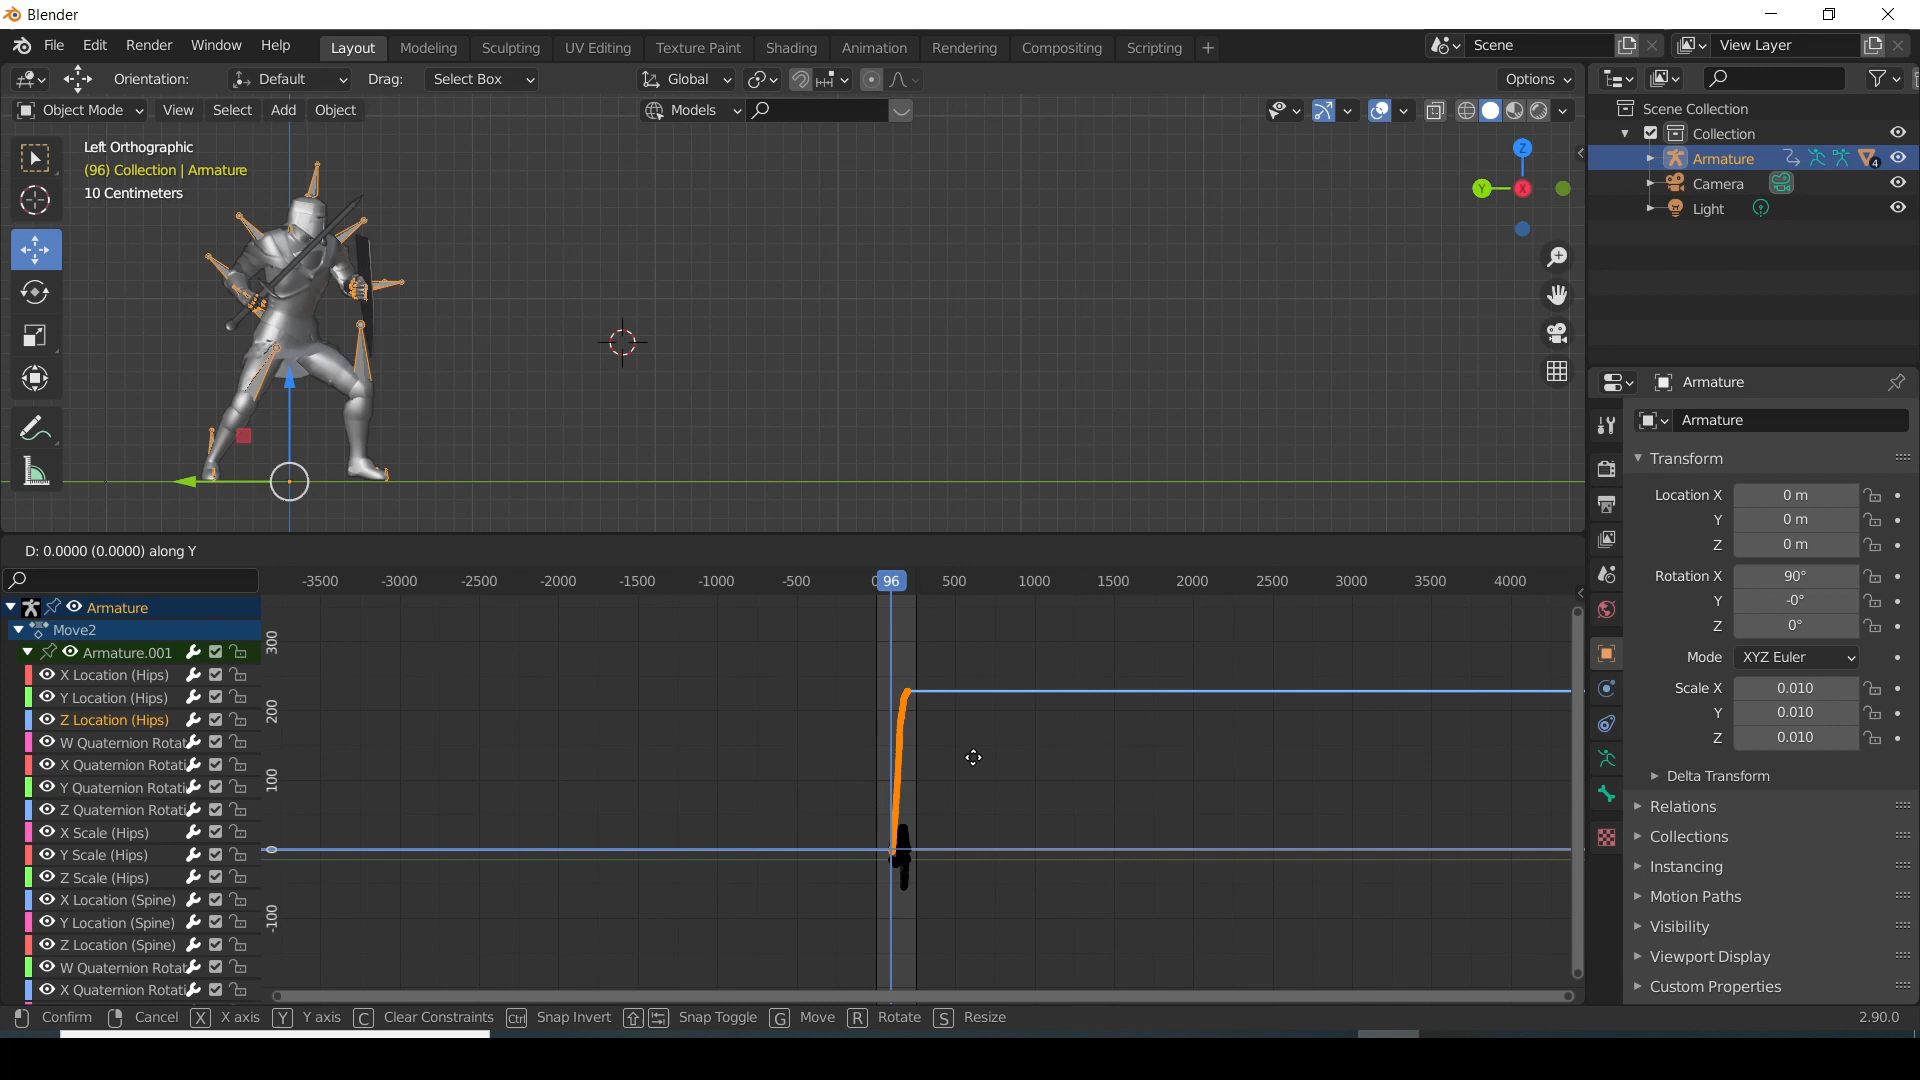 Blender
File Edit Render Window Help Layout Modeling Sculpting UV Editing Texture Paint Shading Animation Rendering Compositing Scripting + Scene View Layer
Orientation: Default Drag: Select Box Global Options
Object Mode View Select Add Object Models
Left Orthographic
(96) Collection | Armature
10 Centimeters
Z
Y
X
Scene Collection
Collection
Armature 4
Camera
Light
Armature
Armature
Transform
Location X 0 m
Y 0 m
Z 0 m
Rotation X 90°
Y -0°
Z 0°
Mode XYZ Euler
Scale X 0.010
Y 0.010
Z 0.010
Delta Transform
Relations
Collections
Instancing
Motion Paths
Visibility
Viewport Display
Custom Properties
D: 0.0000 (0.0000) along Y
-3500 -3000 -2500 -2000 -1500 -1000 -500 0 96 500 1000 1500 2000 2500 3000 3500 4000
300
200
100
0
-100
Armature
Move2
Armature.001
X Location (Hips)
Y Location (Hips)
Z Location (Hips)
W Quaternion Rotat
X Quaternion Rotati
Y Quaternion Rotati
Z Quaternion Rotati
X Scale (Hips)
Y Scale (Hips)
Z Scale (Hips)
X Location (Spine)
Y Location (Spine)
Z Location (Spine)
W Quaternion Rotat
X Quaternion Rotati
Confirm Cancel X X axis Y Y axis C Clear Constraints Ctrl Snap Invert Snap Toggle G Move R Rotate S Resize 2.90.0